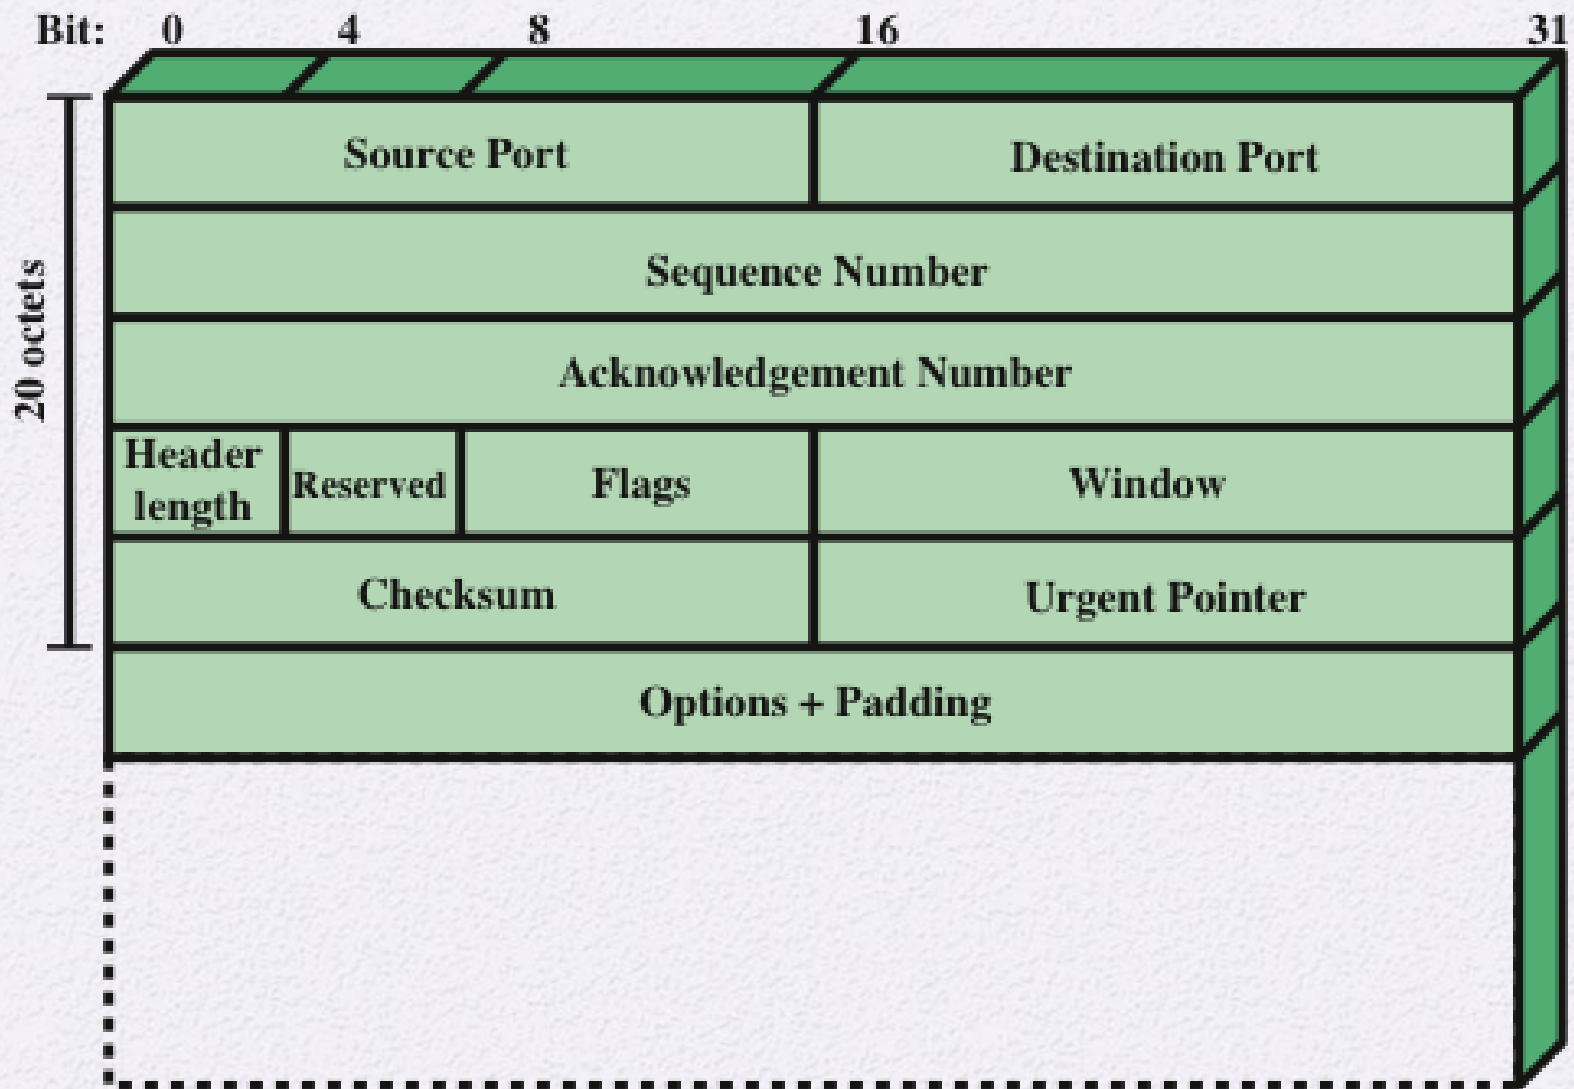 Bit: 0 4 8 16 31
20 octets
Source Port Destination Port
Sequence Number
Acknowledgement Number
Header
length
Reserved Flags Window
Checksum Urgent Pointer
Options + Padding